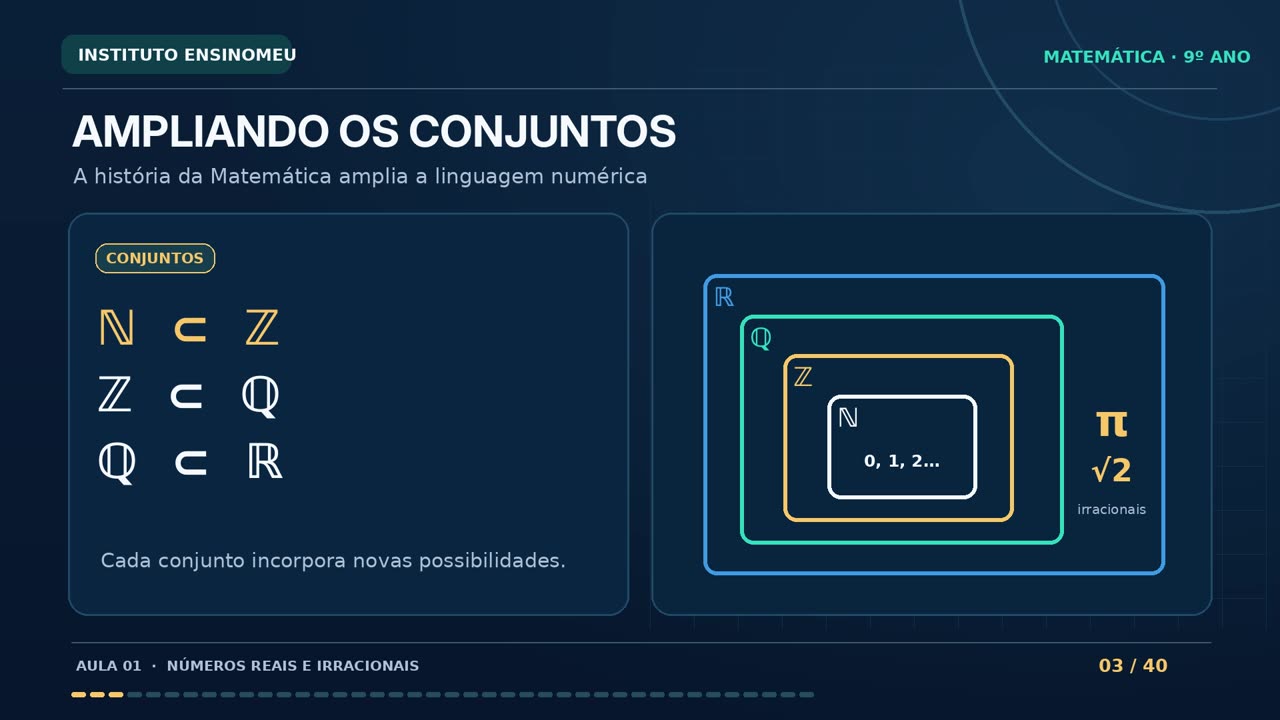 INSTITUTO ENSINOMEU
MATEMÁTICA · 9º ANO
AMPLIANDO OS CONJUNTOS
A história da Matemática amplia a linguagem numérica
CONJUNTOS
ℕ ⊂ ℤ
ℤ ⊂ ℚ
ℚ ⊂ ℝ
Cada conjunto incorpora novas possibilidades.
ℝ
ℚ
ℤ
ℕ
0, 1, 2...
π
√2
irracionais
AULA 01 · NÚMEROS REAIS E IRRACIONAIS
03 / 40